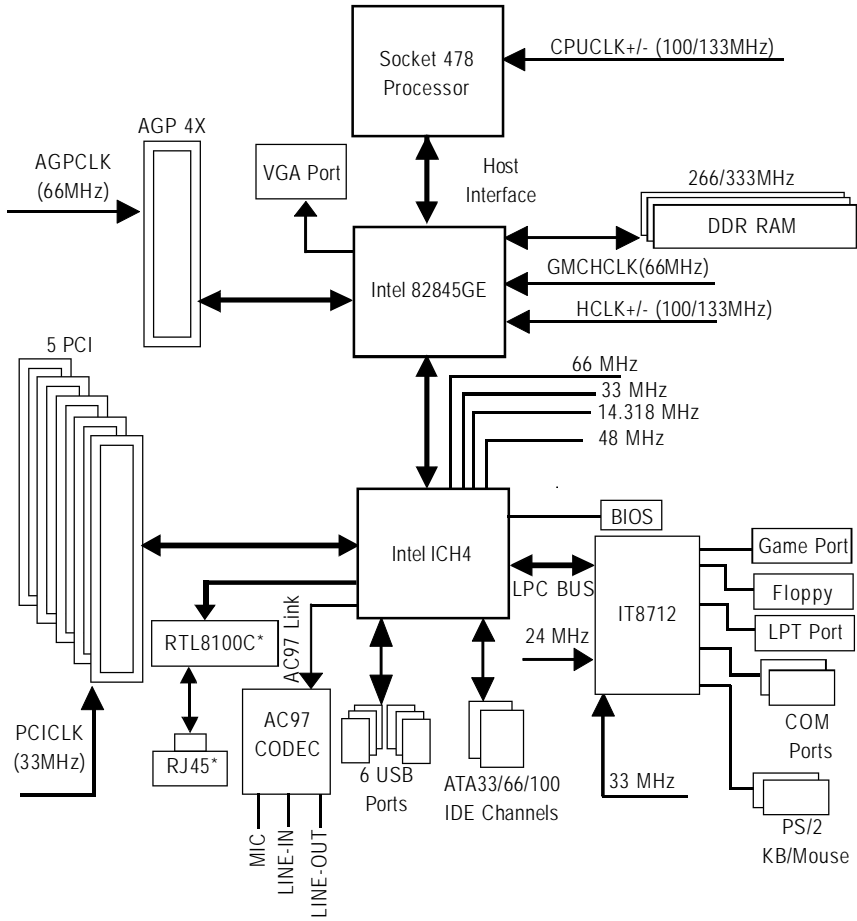 Socket 478
Processor
CPUCLK+/- (100/133MHz)
AGP 4X
AGPCLK
(66MHz)
VGA Port
Host
Interface
266/333MHz
DDR RAM
Intel 82845GE
GMCHCLK(66MHz)
HCLK+/- (100/133MHz)
5 PCI
66 MHz
33 MHz
14.318 MHz
48 MHz
BIOS
Intel ICH4
LPC BUS
IT8712
Game Port
Floppy
LPT Port
RTL8100C*
AC97 Link
24 MHz
COM
Ports
PCICLK
(33MHz)
RJ45*
AC97
CODEC
6 USB
Ports
ATA33/66/100
IDE Channels
33 MHz
PS/2
KB/Mouse
MIC
LINE-IN
LINE-OUT